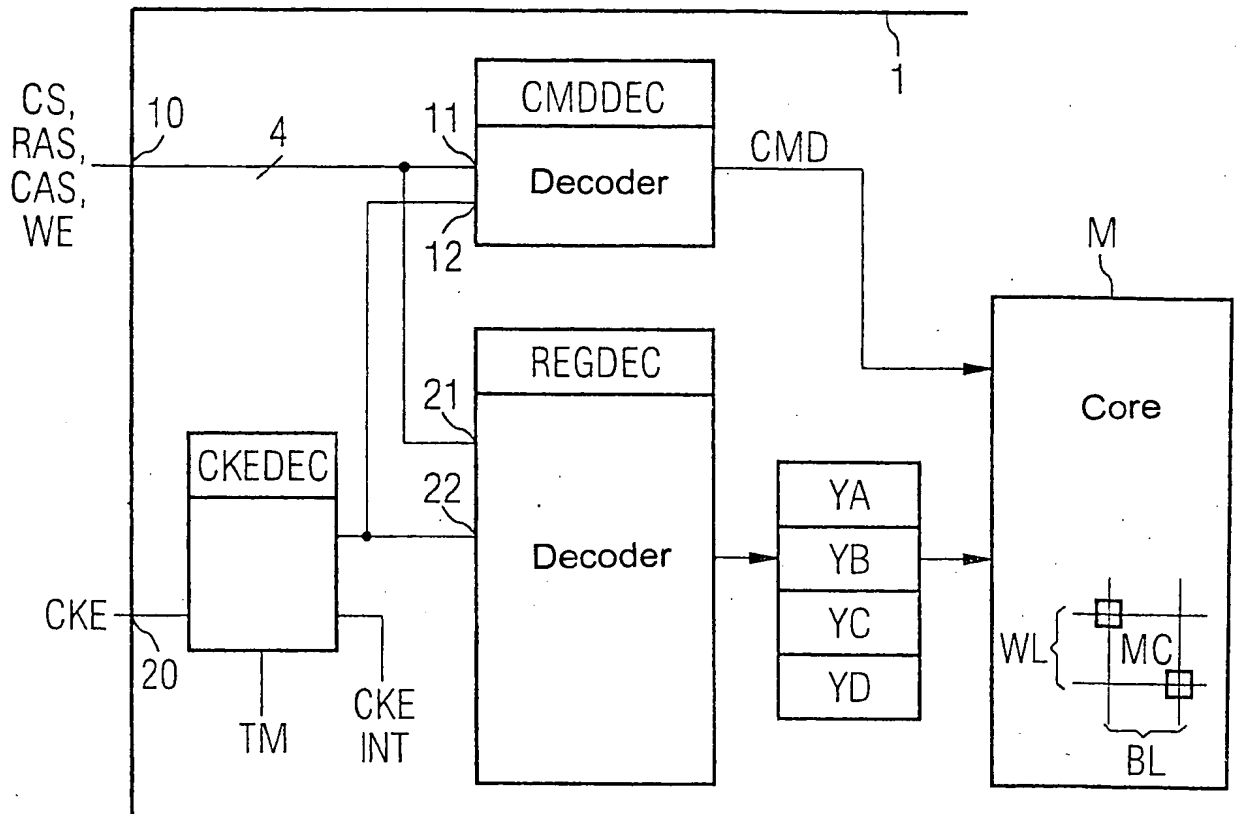 1
CS,
RAS,
CAS,
WE
10
4
11
12
CMDDEC
Decoder
CMD
M
REGDEC
21
22
Decoder
CKEDEC
CKE
20
TM
CKE
INT
YA
YB
YC
YD
Core
WL
MC
BL